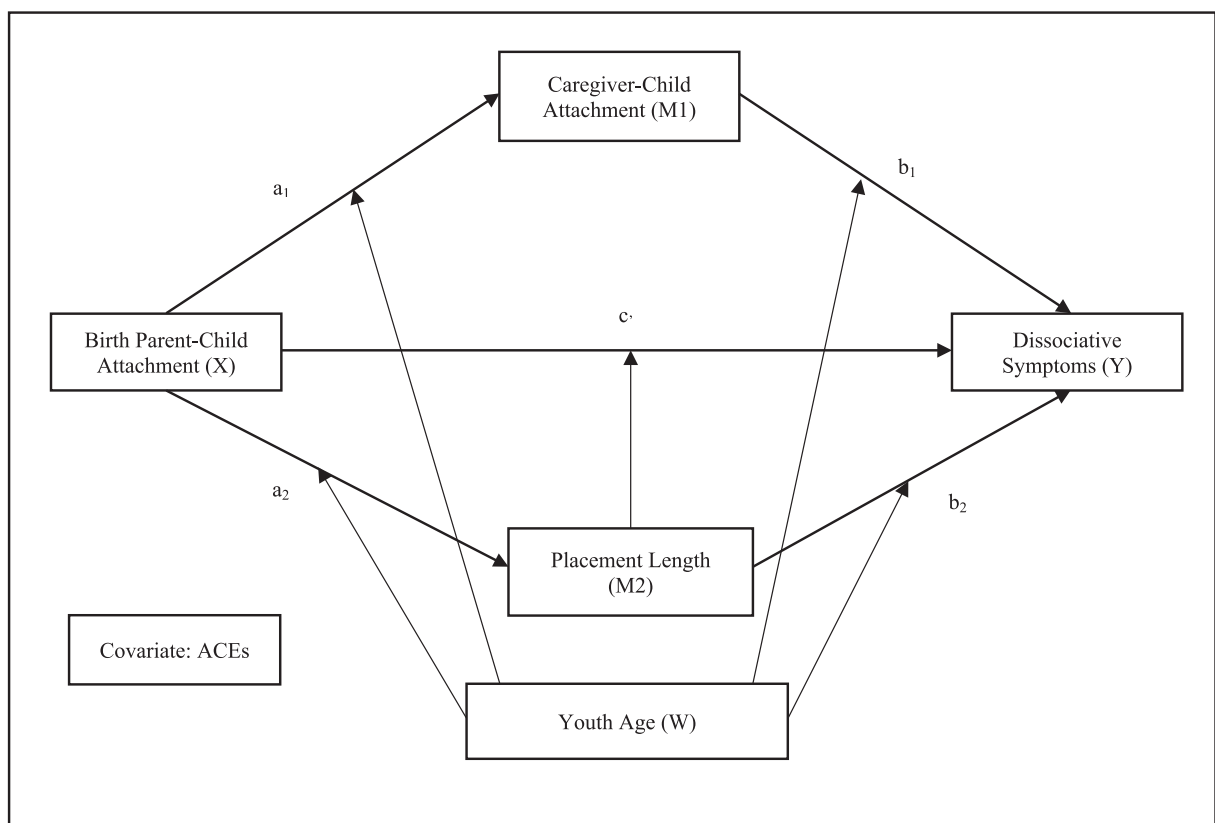 Caregiver-Child
Attachment (M1)
a₁
b₁
Birth Parent-Child
Attachment (X)
c,
Dissociative
Symptoms (Y)
a₂
b₂
Placement Length
(M2)
Covariate: ACEs
Youth Age (W)